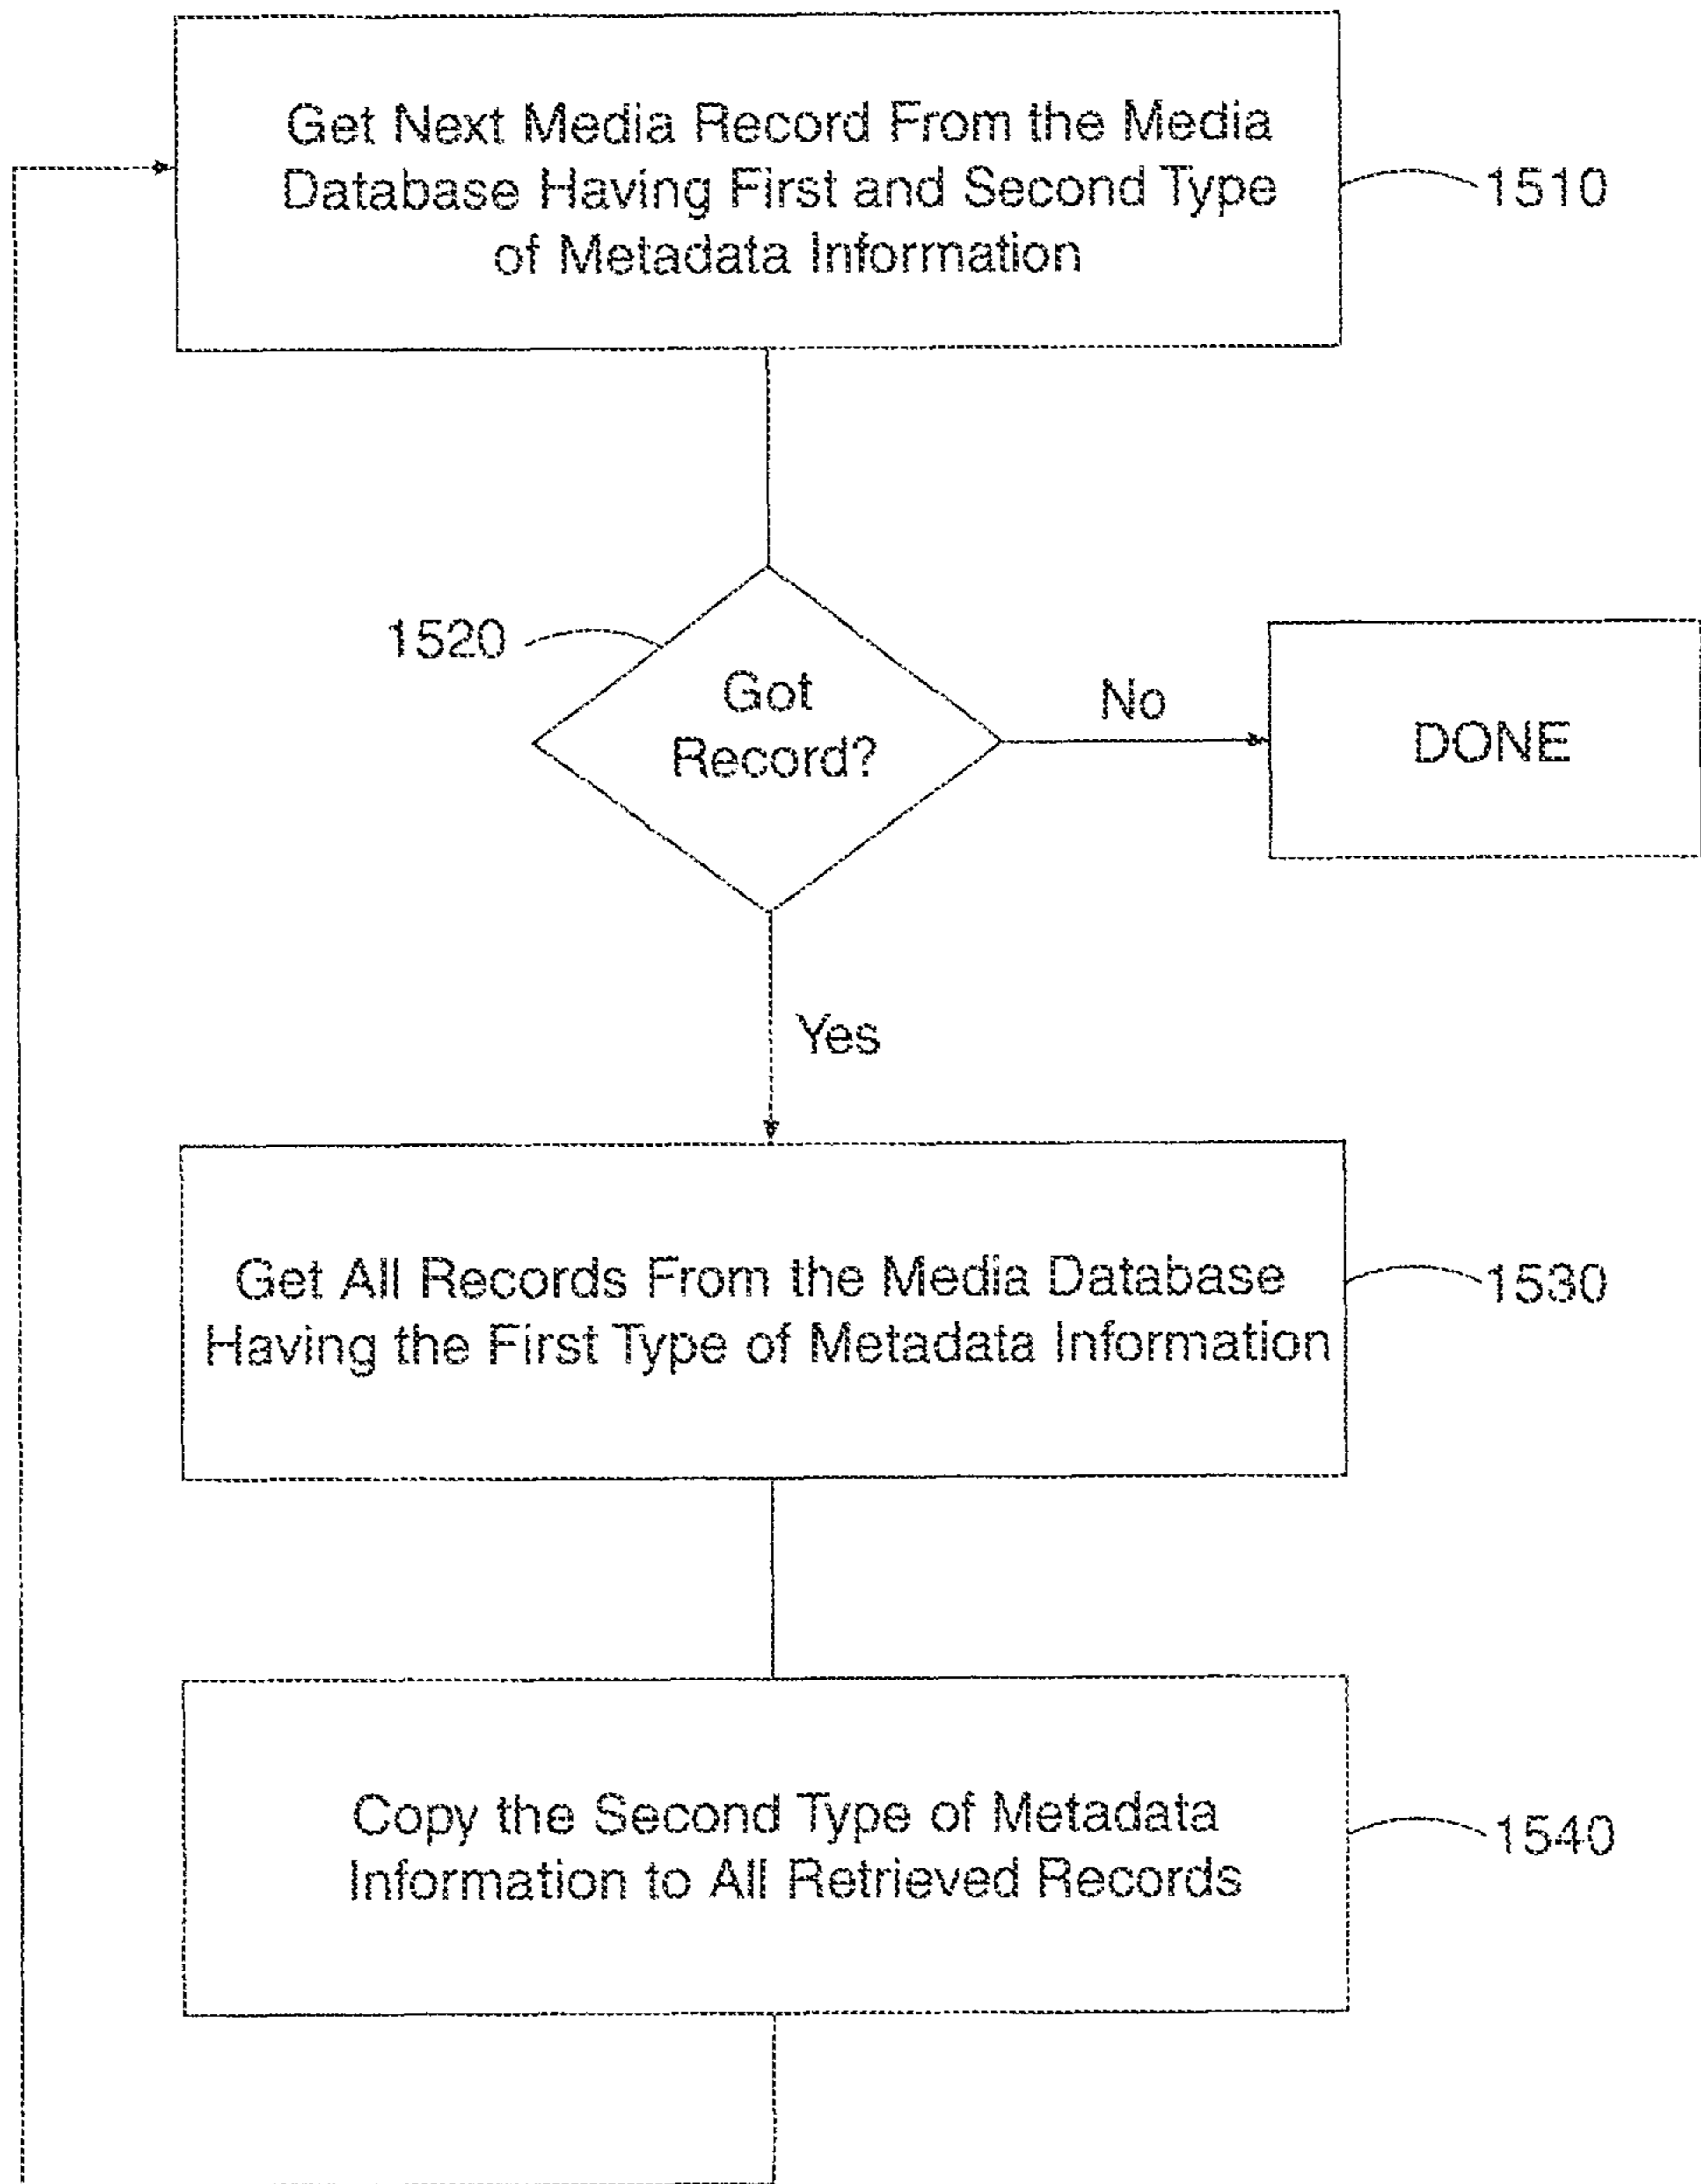 Get Next Media Record From the Media
Database Having First and Second Type
of Metadata Information
1510
1520
Got
Record?
No
DONE
Yes
Get All Records From the Media Database
Having the First Type of Metadata Information
1530
Copy the Second Type of Metadata
Information to All Retrieved Records
1540